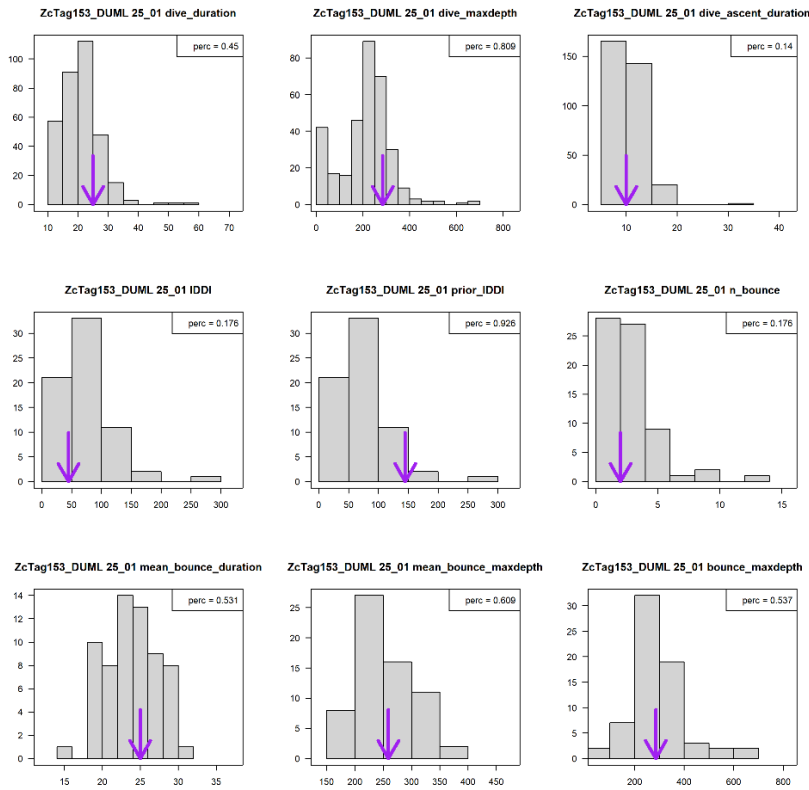 ZcTag153_DUML 25_01 dive_duration
perc = 0.45
0
20
40
60
80
100
10 20 30 40 50 60 70
ZcTag153_DUML 25_01 dive_maxdepth
perc = 0.809
0
20
40
60
80
0 200 400 600 800
ZcTag153_DUML 25_01 dive_ascent_duration
perc = 0.14
0
50
100
150
10 20 30 40
ZcTag153_DUML 25_01 IDDI
perc = 0.176
0
5
10
15
20
25
30
0 50 100 150 200 250 300
ZcTag153_DUML 25_01 prior_IDDI
perc = 0.926
0
5
10
15
20
25
30
0 50 100 150 200 250 300
ZcTag153_DUML 25_01 n_bounce
perc = 0.176
0
5
10
15
20
25
0 5 10 15
ZcTag153_DUML 25_01 mean_bounce_duration
perc = 0.531
0
2
4
6
8
10
12
14
15 20 25 30 35
ZcTag153_DUML 25_01 mean_bounce_maxdepth
perc = 0.609
0
5
10
15
20
25
150 200 250 300 350 400 450
ZcTag153_DUML 25_01 bounce_maxdepth
perc = 0.537
0
5
10
15
20
25
30
200 400 600 800